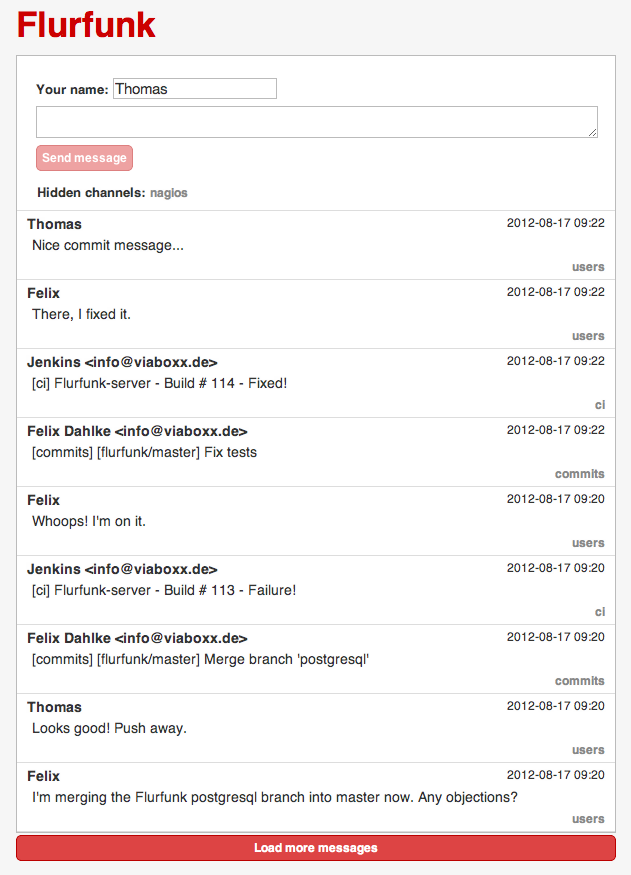 Flurfunk
Your name: Thomas
Send message
Hidden channels: nagios
Thomas 2012-08-17 09:22
Nice commit message...
users
Felix 2012-08-17 09:22
There, I fixed it.
users
Jenkins <info@viaboxx.de> 2012-08-17 09:22
[ci] Flurfunk-server - Build # 114 - Fixed!
ci
Felix Dahlke <info@viaboxx.de> 2012-08-17 09:22
[commits] [flurfunk/master] Fix tests
commits
Felix 2012-08-17 09:20
Whoops! I'm on it.
users
Jenkins <info@viaboxx.de> 2012-08-17 09:20
[ci] Flurfunk-server - Build # 113 - Failure!
ci
Felix Dahlke <info@viaboxx.de> 2012-08-17 09:20
[commits] [flurfunk/master] Merge branch 'postgresql'
commits
Thomas 2012-08-17 09:20
Looks good! Push away.
users
Felix 2012-08-17 09:20
I'm merging the Flurfunk postgresql branch into master now. Any objections?
users
Load more messages